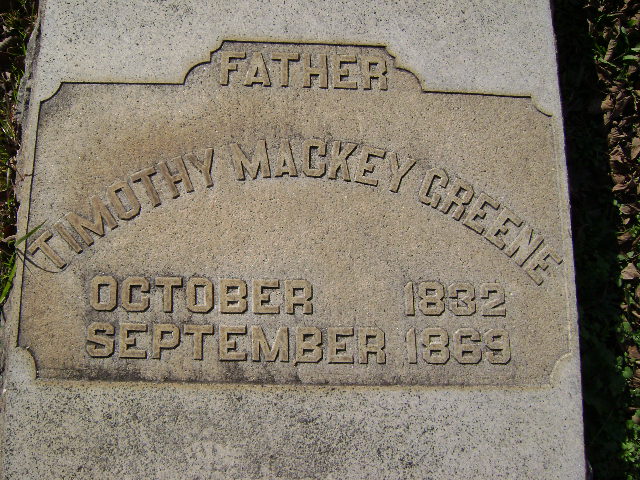 FATHER
TIMOTHY MACKEY GREENE
OCTOBER 1832
SEPTEMBER 1869